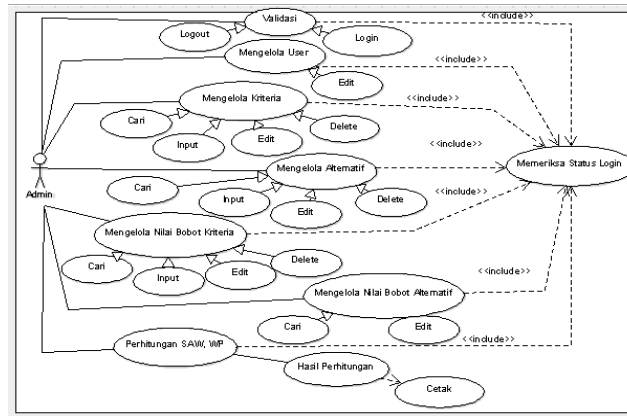 Validasi
<<include>>
Logout
Login
Mengelola User
<<include>>
Edit
Mengelola Kriteria
<<include>>
Cari
Delete
Input
Edit
Memeriksa Status Login
Mengelola Alternatif
<<include>>
Admin
Cari
Input
Edit
Delete
<<include>>
Mengelola Nilai Bobot Kriteria
Cari
Input
Edit
Delete
<<include>>
Mengelola Nilai Bobot Alternatif
Cari
Edit
Perhitungan SAW, WP
<<include>>
Hasil Perhitungan
Cetak